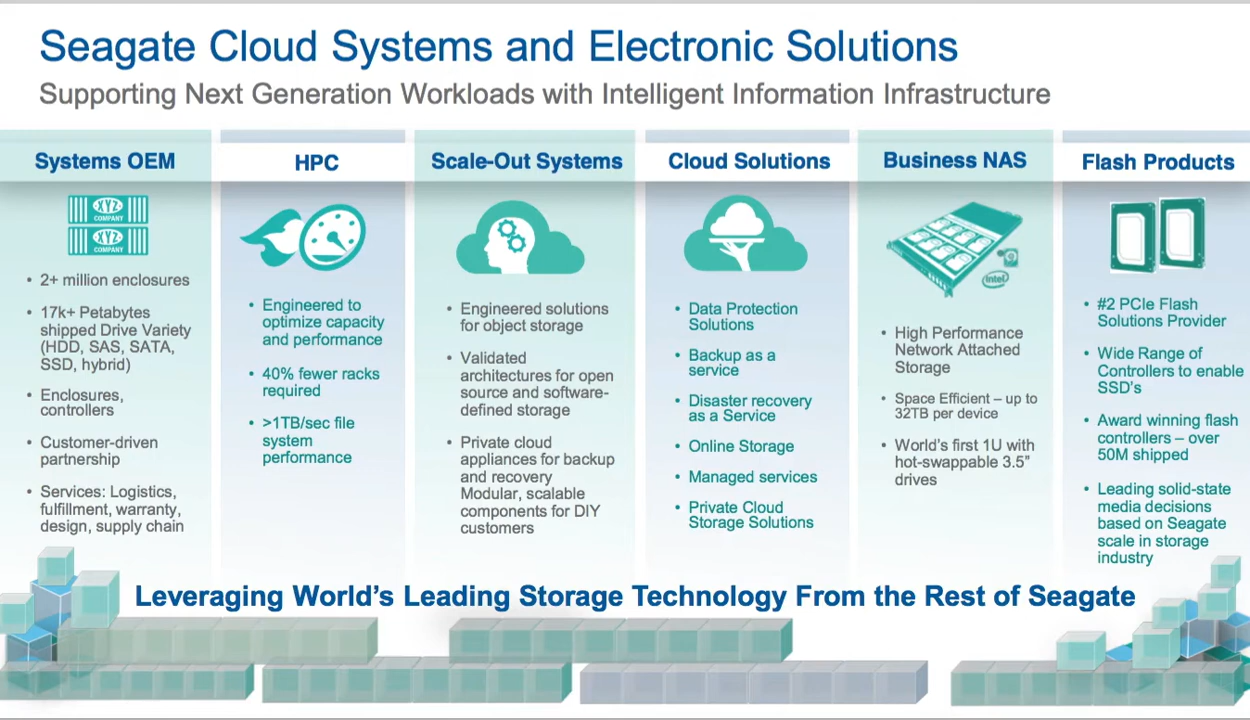 Seagate Cloud Systems and Electronic Solutions
Supporting Next Generation Workloads with Intelligent Information Infrastructure
Systems OEM
XYZ
COMPANY
XYZ
COMPANY
• 2+ million enclosures
• 17k+ Petabytes
shipped Drive Variety
(HDD, SAS, SATA,
SSD, hybrid)
• Enclosures,
controllers
• Customer-driven
partnership
• Services: Logistics,
fulfillment, warranty,
design, supply chain
HPC
• Engineered to
optimize capacity
and performance
• 40% fewer racks
required
• >1TB/sec file
system
performance
Scale-Out Systems
• Engineered solutions
for object storage
• Validated
architectures for open
source and software-
defined storage
• Private cloud
appliances for backup
and recovery
Modular, scalable
components for DIY
customers
Cloud Solutions
• Data Protection
Solutions
• Backup as a
service
• Disaster recovery
as a Service
• Online Storage
• Managed services
• Private Cloud
Storage Solutions
Business NAS
intel
• High Performance
Network Attached
Storage
• Space Efficient – up to
32TB per device
• World's first 1U with
hot-swappable 3.5"
drives
Flash Products
• #2 PCIe Flash
Solutions Provider
• Wide Range of
Controllers to enable
SSD's
• Award winning flash
controllers – over
50M shipped
• Leading solid-state
media decisions
based on Seagate
scale in storage
industry
Leveraging World's Leading Storage Technology From the Rest of Seagate